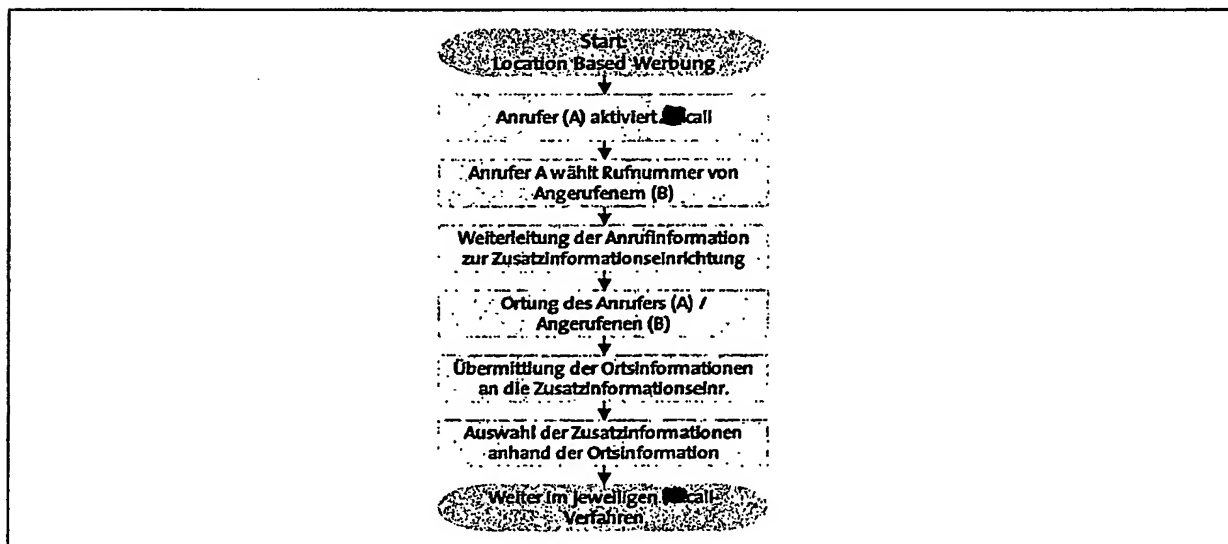 Start:
Location Based Werbung
Anrufer (A) aktiviert call
Anrufer A wählt Rufnummer von
Angerufenem (B)
Weiterleitung der Anrufinformation
zur Zusatzinformationseinrichtung
Ortung des Anrufers (A) /
Angerufenen (B)
Übermittlung der Ortsinformationen
an die Zusatzinformationseinr.
Auswahl der Zusatzinformationen
anhand der Ortsinformation
Weiter im jeweiligen call-
Verfahren